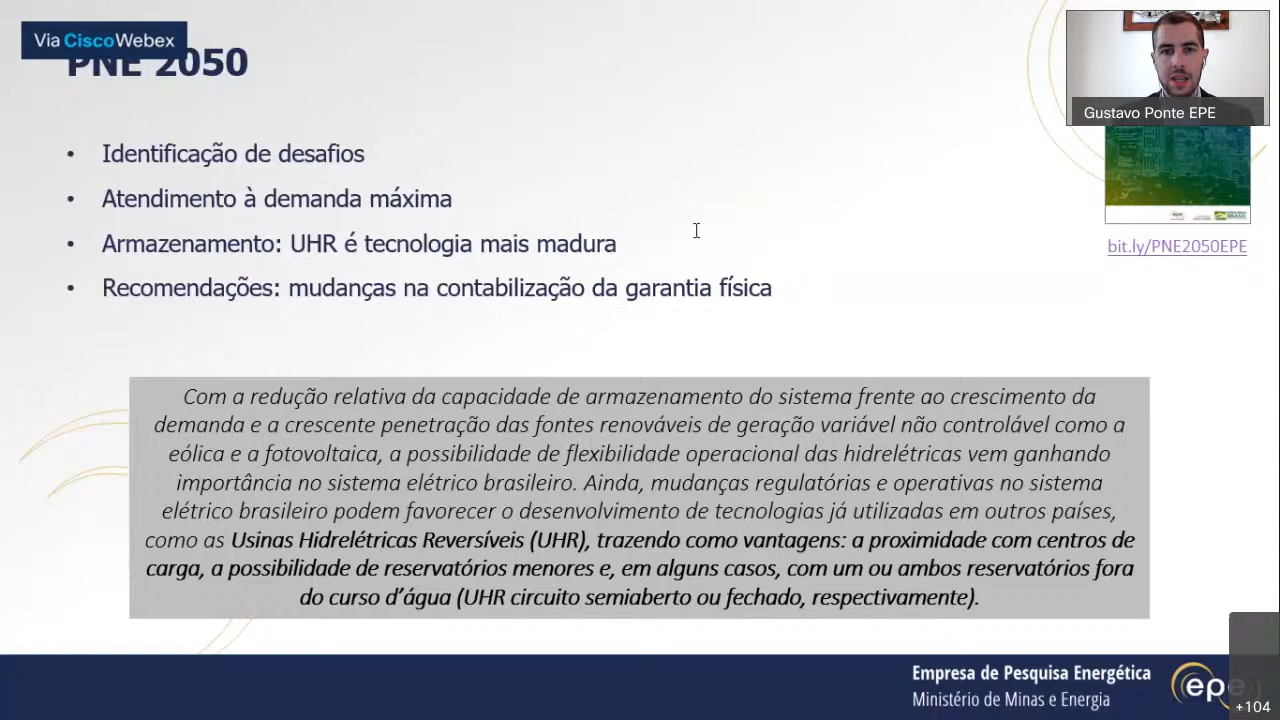 Via CiscoWebex
PNE 2050
Gustavo Ponte EPE
• Identificação de desafios
• Atendimento à demanda máxima
• Armazenamento: UHR é tecnologia mais madura
• Recomendações: mudanças na contabilização da garantia física
epe
BRASIL
bit.ly/PNE2050EPE
Com a redução relativa da capacidade de armazenamento do sistema frente ao crescimento da
demanda e a crescente penetração das fontes renováveis de geração variável não controlável como a
eólica e a fotovoltaica, a possibilidade de flexibilidade operacional das hidrelétricas vem ganhando
importância no sistema elétrico brasileiro. Ainda, mudanças regulatórias e operativas no sistema
elétrico brasileiro podem favorecer o desenvolvimento de tecnologias já utilizadas em outros países,
como as Usinas Hidrelétricas Reversíveis (UHR), trazendo como vantagens: a proximidade com centros de
carga, a possibilidade de reservatórios menores e, em alguns casos, com um ou ambos reservatórios fora
do curso d’água (UHR circuito semiaberto ou fechado, respectivamente).
Empresa de Pesquisa Energética
Ministério de Minas e Energia
epe
+104